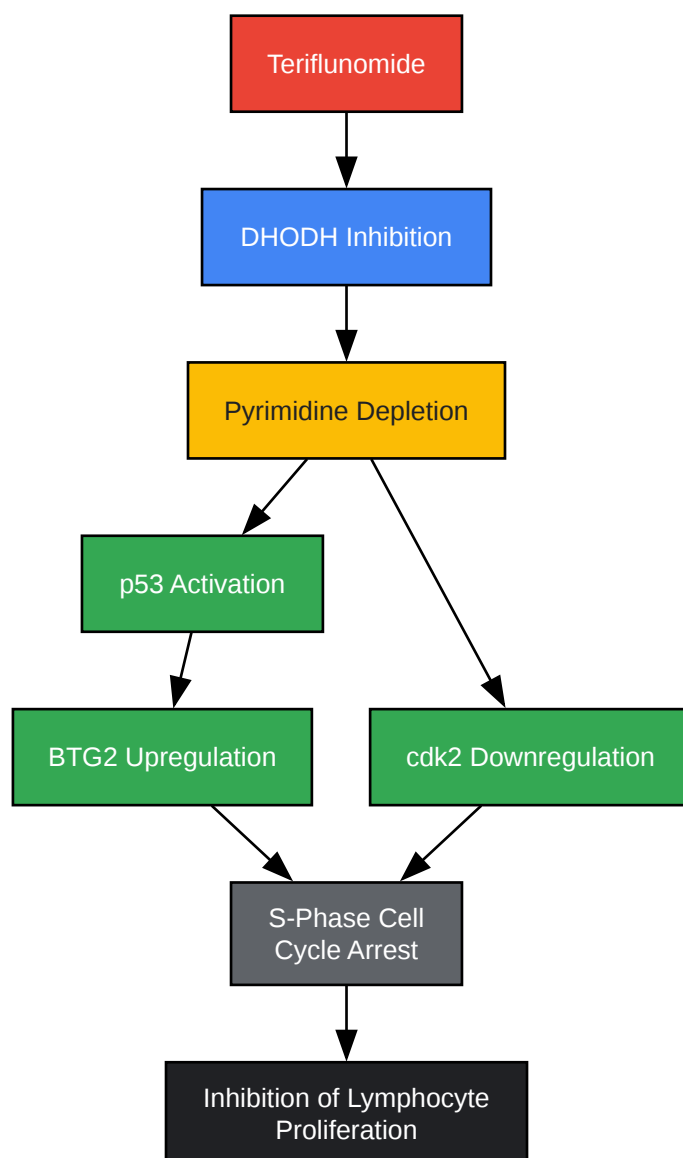 Teriflunomide
DHODH Inhibition
Pyrimidine Depletion
p53 Activation
BTG2 Upregulation
cdk2 Downregulation
S-Phase Cell
Cycle Arrest
Inhibition of Lymphocyte
Proliferation